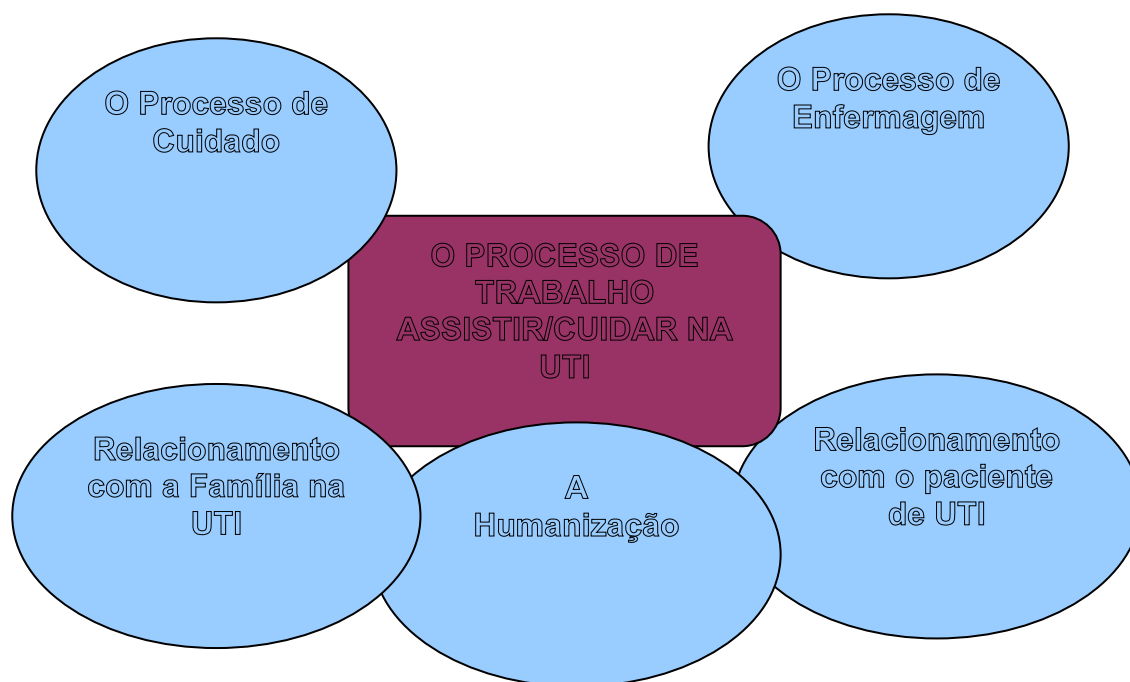 O Processo de
Cuidado
O Processo de
Enfermagem
O PROCESSO DE
TRABALHO
ASSISTIR/CUIDAR NA
UTI
Relacionamento
com a Família na
UTI
A
Humanização
Relacionamento
com o paciente
de UTI